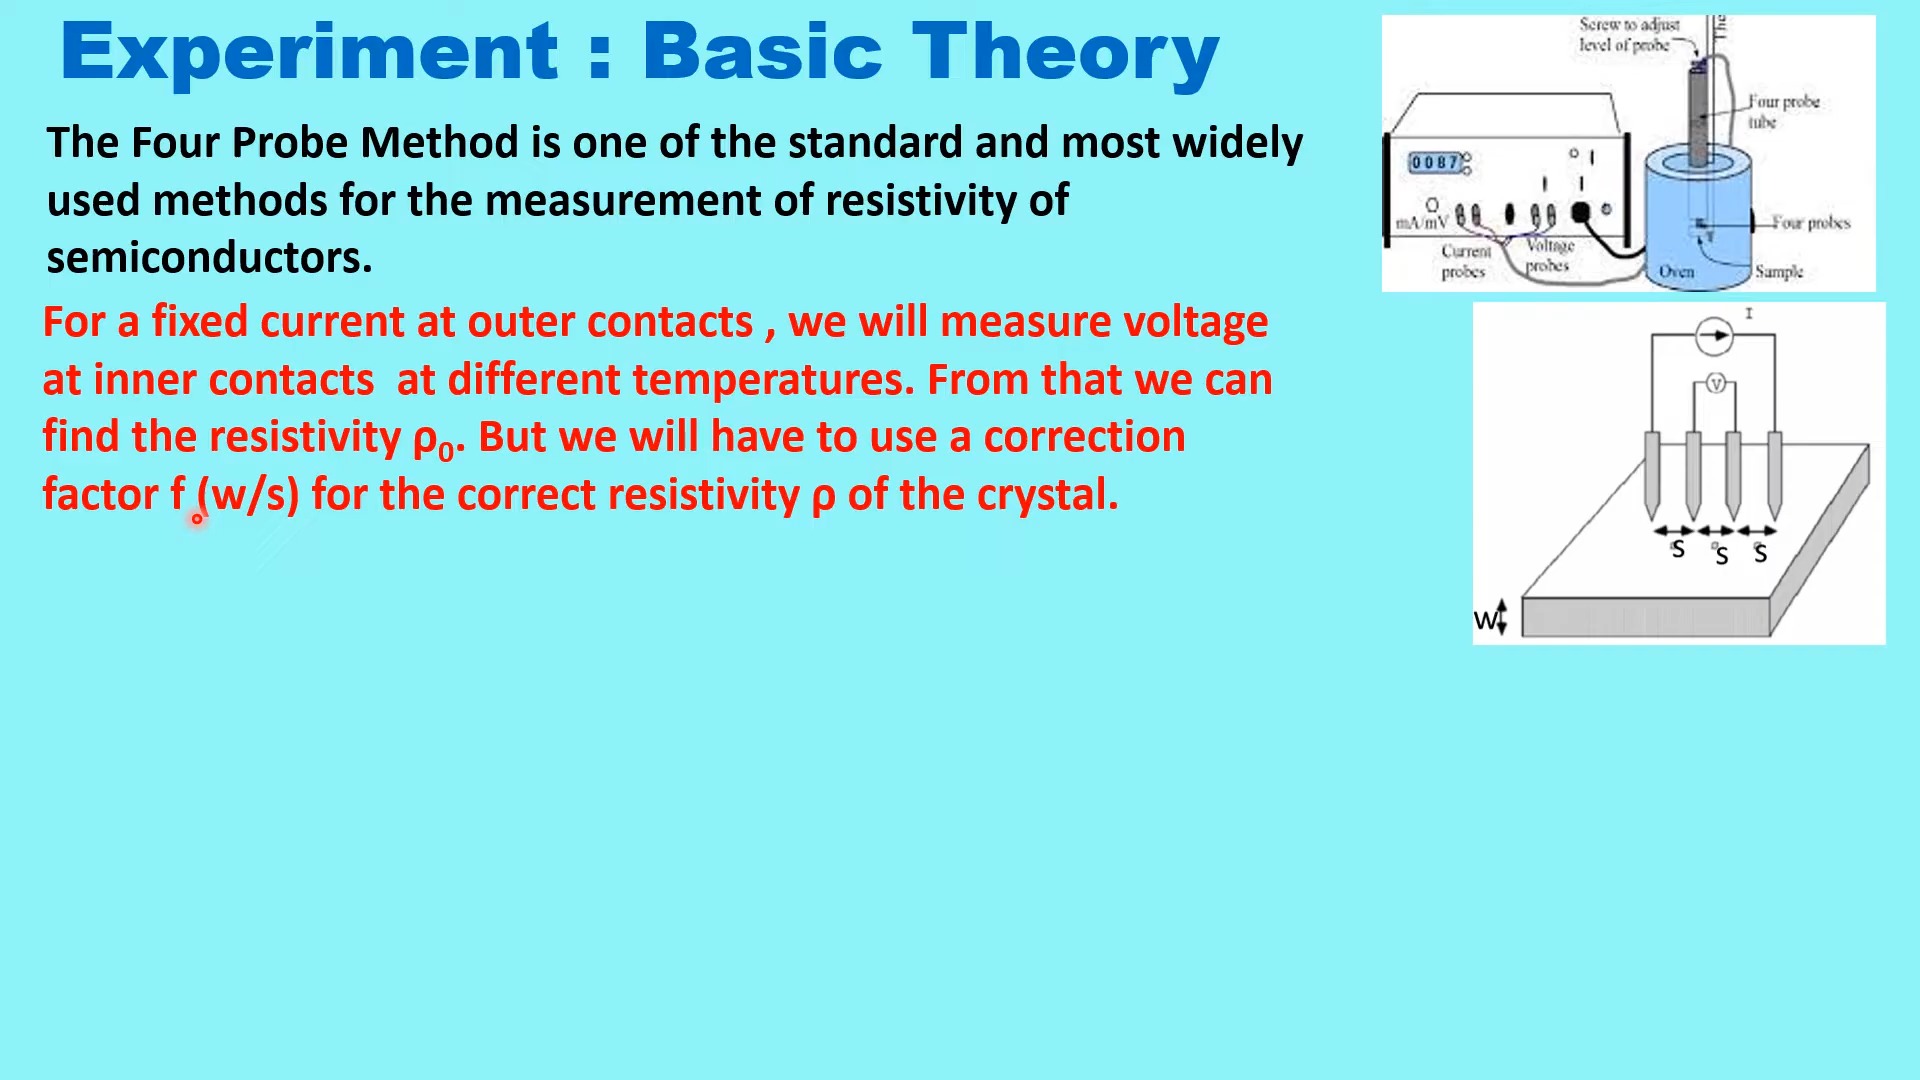 Experiment : Basic Theory
The Four Probe Method is one of the standard and most widely
used methods for the measurement of resistivity of
semiconductors.
For a fixed current at outer contacts , we will measure voltage
at inner contacts at different temperatures. From that we can
find the resistivity ρ₀. But we will have to use a correction
factor f (w/s) for the correct resistivity ρ of the crystal.
Screw to adjust
level of probe
The
Four probe
tube
0087
mA/mV
Current
probes
Voltage
probes
Four probes
Oven
Sample
I
V
S S S
W